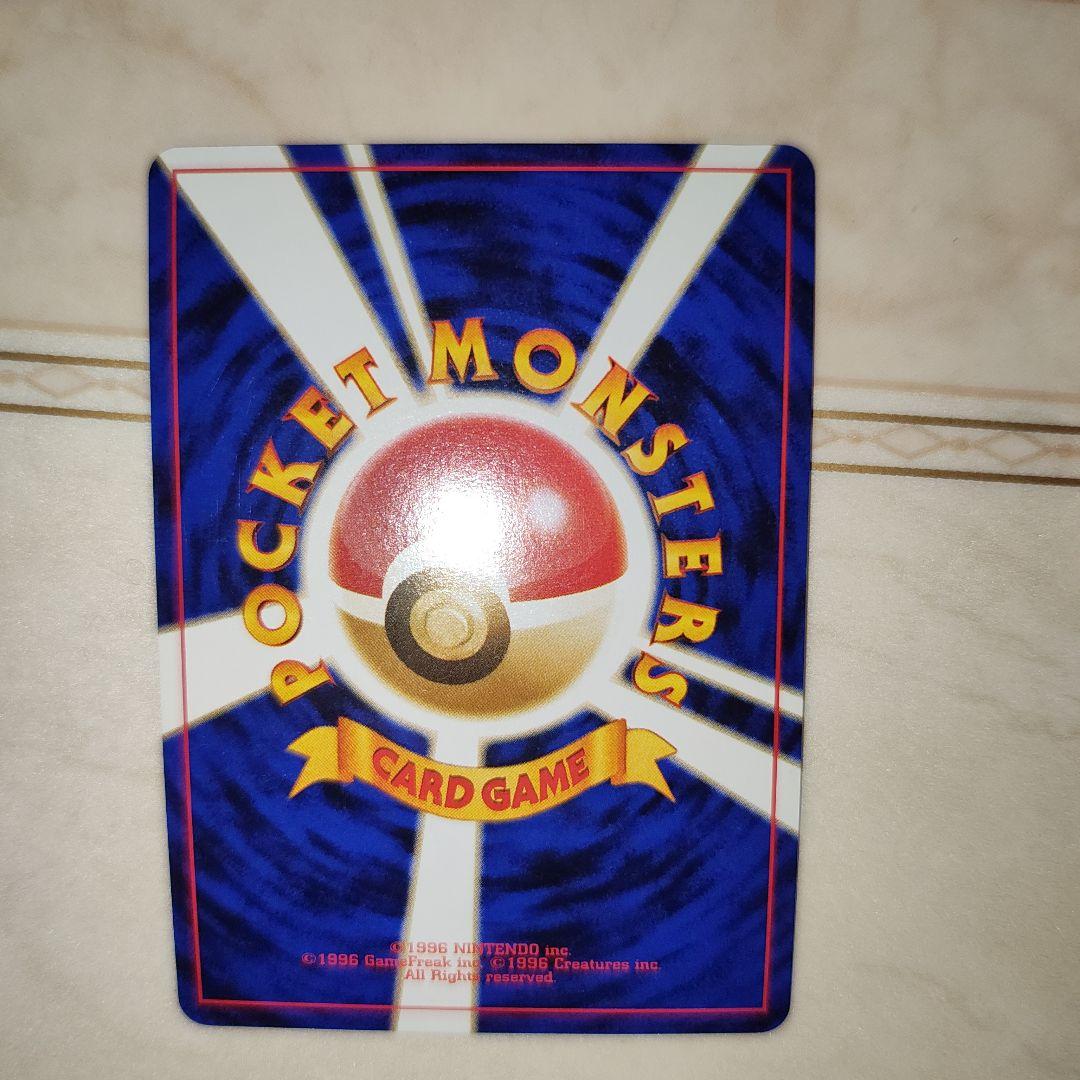 POCKET MONSTERS
CARD GAME
©1996 NINTENDO inc.
©1996 GameFreak inc. ©1996 Creatures inc.
All Rights reserved.